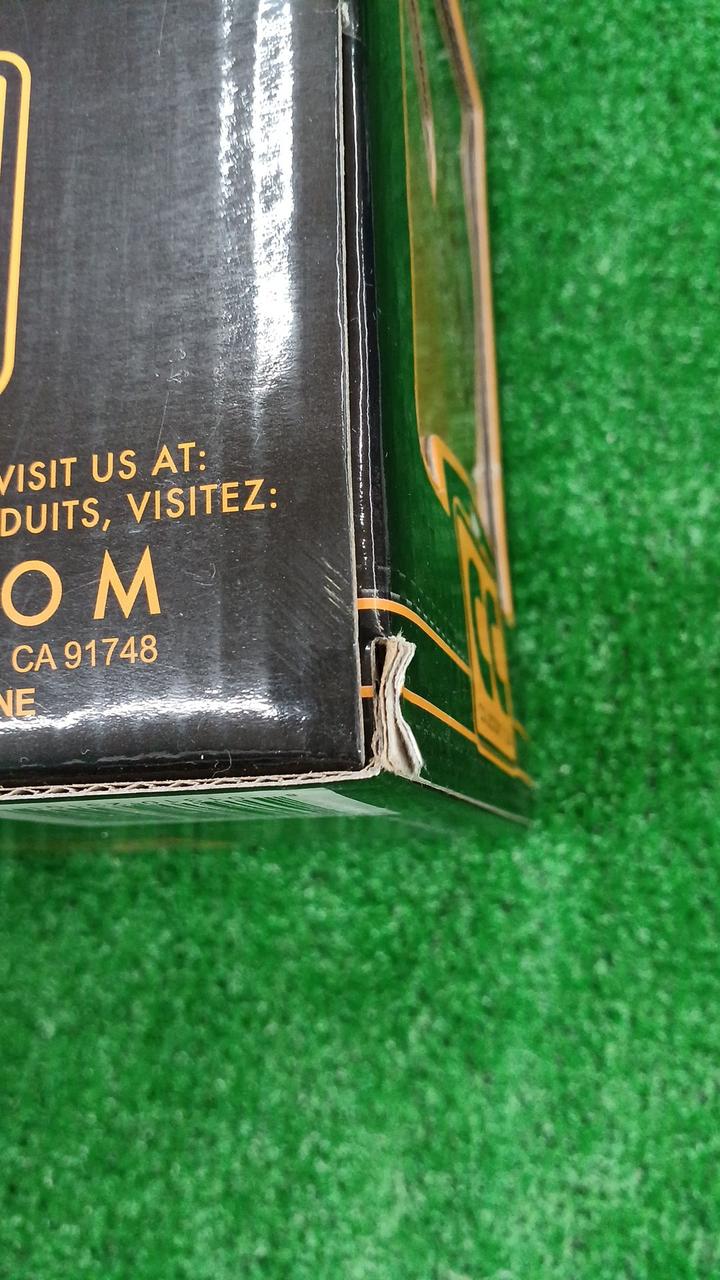 VISIT US AT:
DUITS, VISITEZ:
OM
CA 91748
NE